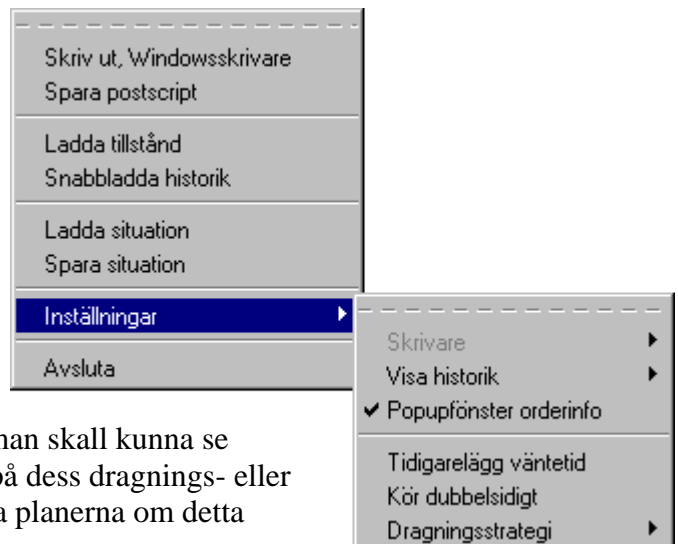 Skriv ut, Windowsskrivare
Spara postscript
Ladda tillstånd
Snabbladda historik
Ladda situation
Spara situation
Inställningar
Avsluta
Skrivare
Visa historik
Popupfönster orderinfo
Tidigarelägg väntetid
Kör dubbelsidigt
Dragningsstrategi
man skall kunna se
på dess dragnings- eller
a planerna om detta